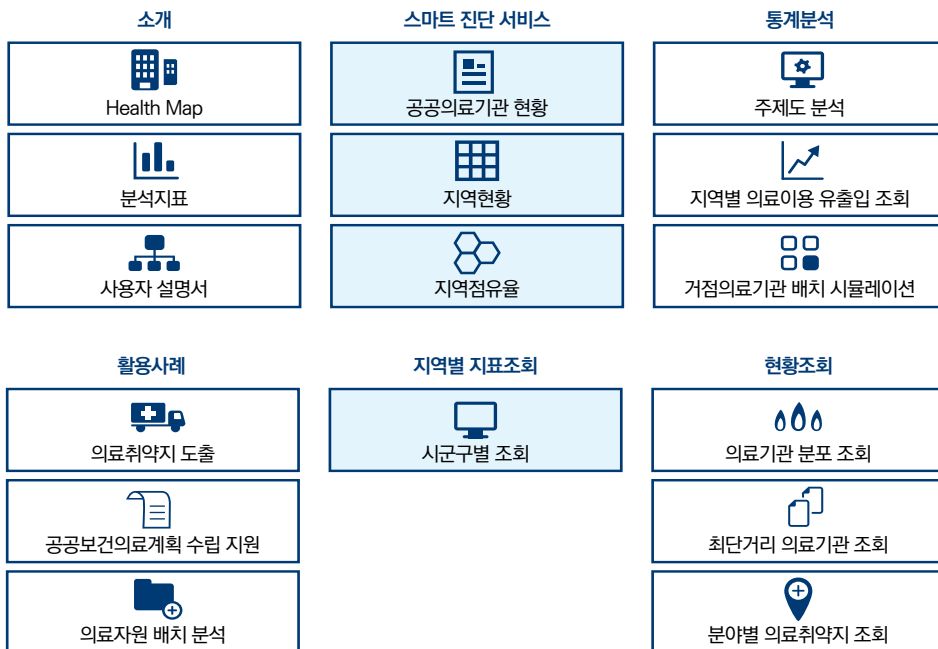 소개
Health Map
분석지표
사용자 설명서
스마트 진단 서비스
공공의료기관 현황
지역현황
지역점유율
통계분석
주제도 분석
지역별 의료이용 유출입 조회
거점의료기관 배치 시뮬레이션
활용사례
의료취약지 도출
공공보건의료계획 수립 지원
의료자원 배치 분석
지역별 지표조회
시군구별 조회
현황조회
의료기관 분포 조회
최단거리 의료기관 조회
분야별 의료취약지 조회